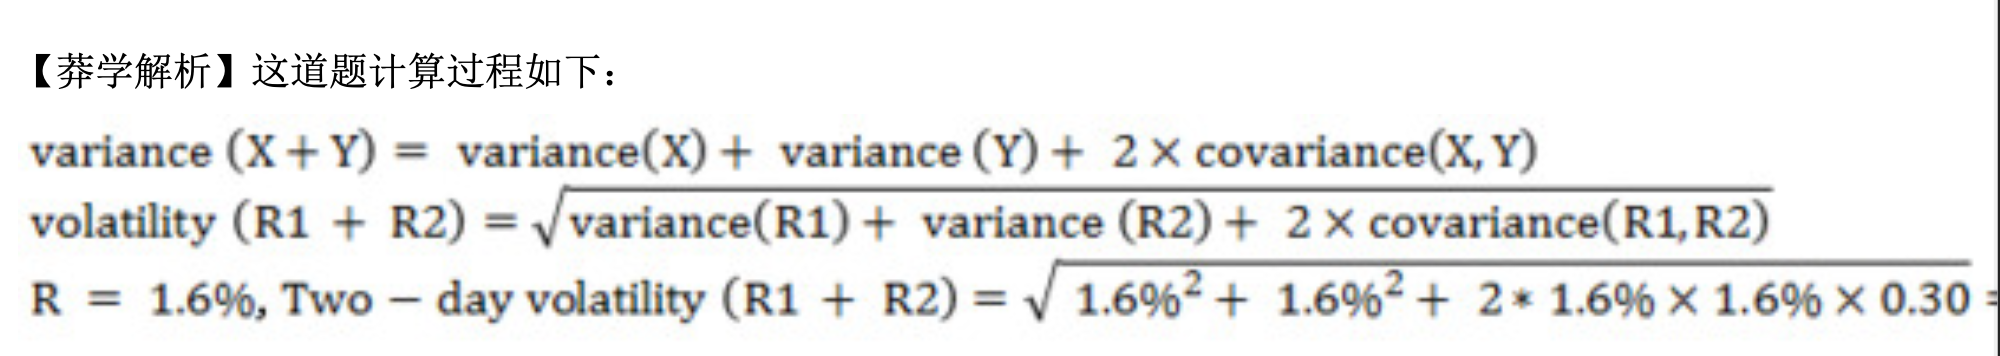 【莽学解析】这道题计算过程如下：
variance (X + Y) = variance(X) + variance (Y) + 2 × covariance(X, Y)
volatility (R1 + R2) = √variance(R1) + variance (R2) + 2 × covariance(R1, R2)
R = 1.6%, Two − day volatility (R1 + R2) = √1.6%² + 1.6%² + 2 * 1.6% × 1.6% × 0.30 =